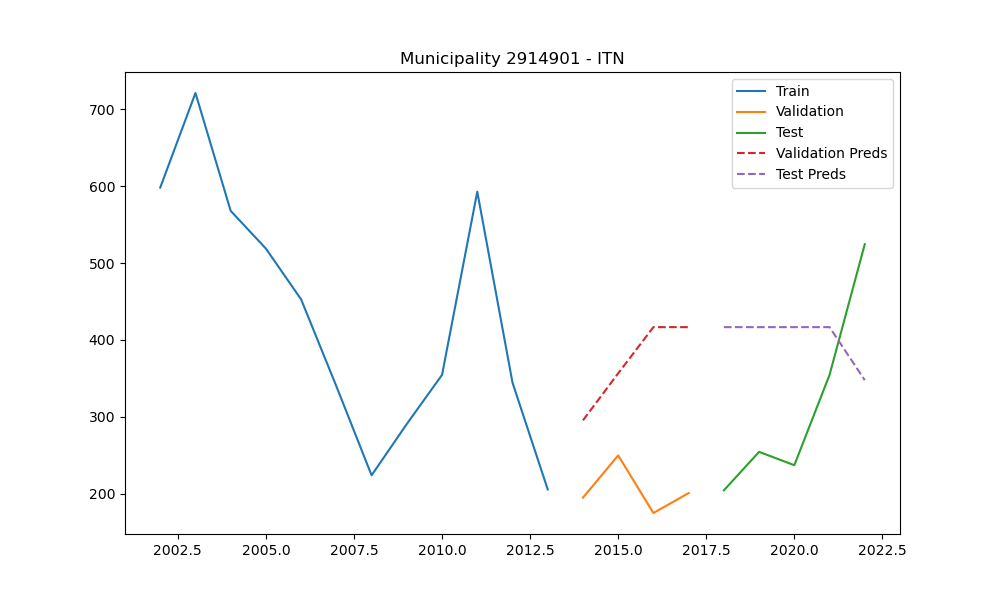 Municipality 2914901 - ITN
Train
Validation
Test
Validation Preds
Test Preds
700
600
500
400
300
200
2002.5 2005.0 2007.5 2010.0 2012.5 2015.0 2017.5 2020.0 2022.5